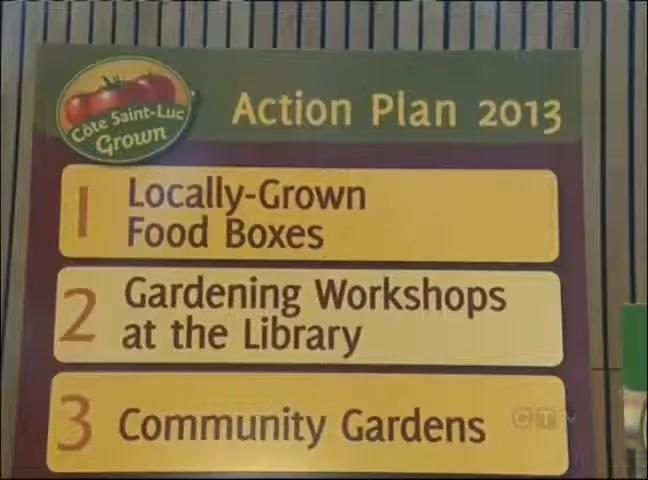 Côte Saint-Luc
Grown
Action Plan 2013
1
Locally-Grown
Food Boxes
2
Gardening Workshops
at the Library
3
Community Gardens
CTV